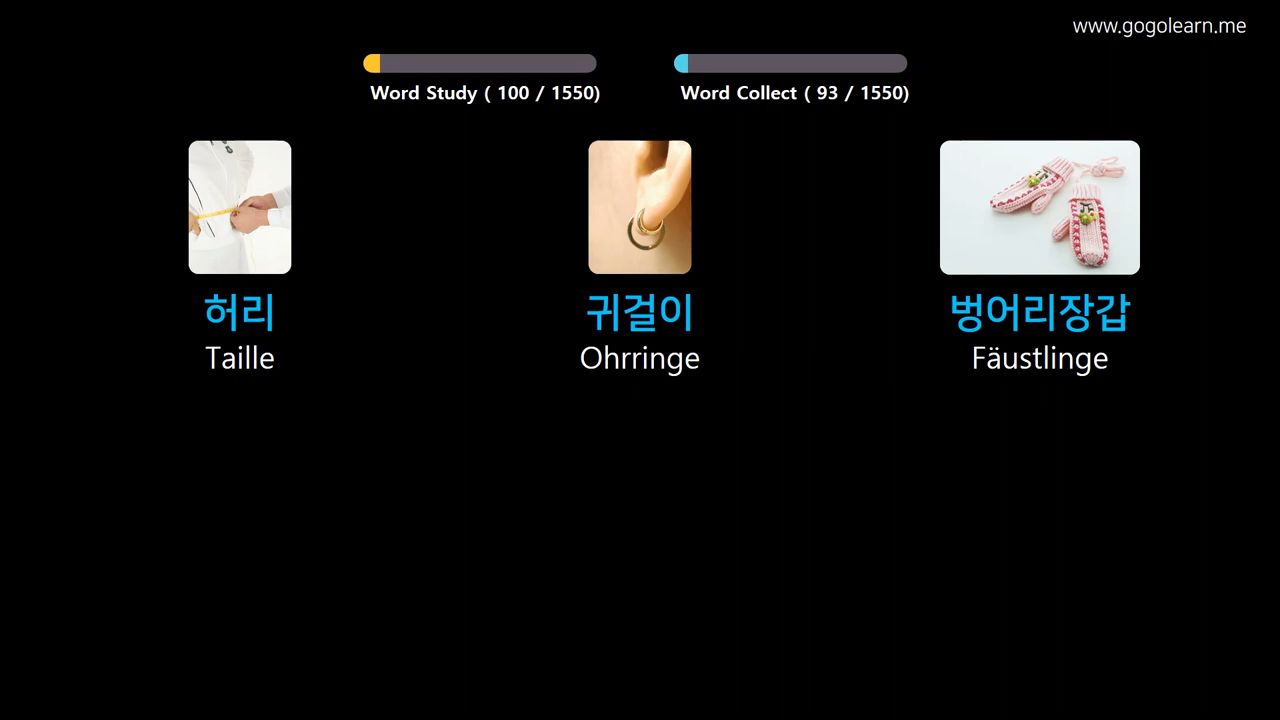 www.gogolearn.me
Word Study ( 100 / 1550)
Word Collect ( 93 / 1550)
허리
Taille
귀걸이
Ohrringe
벙어리장갑
Fäustlinge